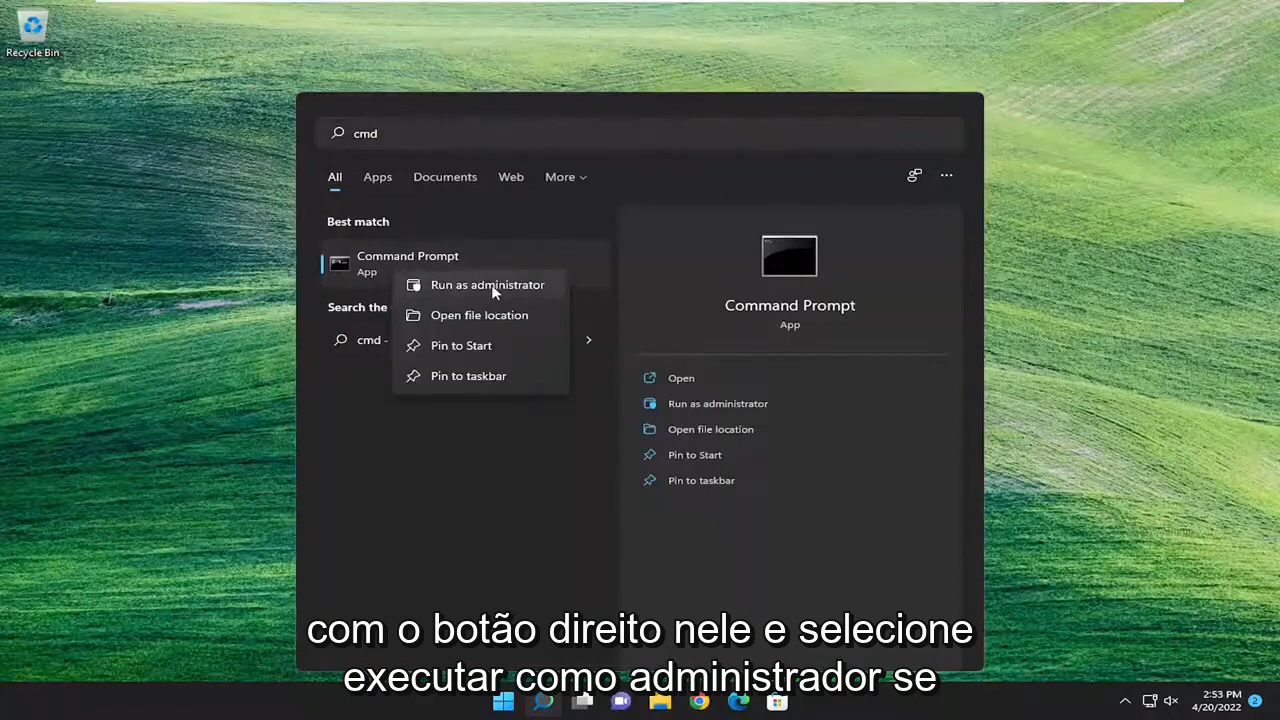 Recycle Bin
cmd
All Apps Documents Web More
Best match
Command Prompt
App
Run as administrator
Search the
Open file location
cmd -
Pin to Start
Pin to taskbar
Command Prompt
App
Open
Run as administrator
Open file location
Pin to Start
Pin to taskbar
com o botão direito nele e selecione
executar como administrador se
2:53 PM
4/20/2022
2